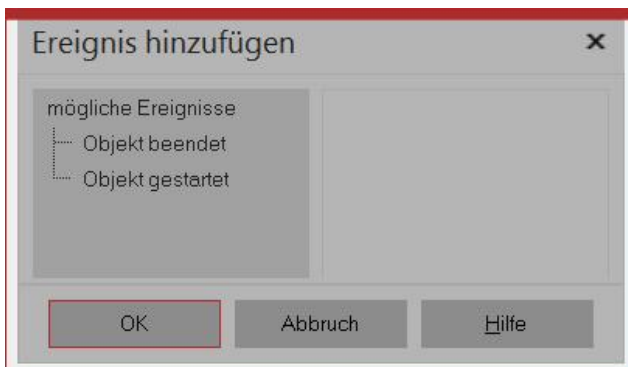 Ereignis hinzufügen
mögliche Ereignisse
Objekt beendet
Objekt gestartet
OK Abbruch Hilfe